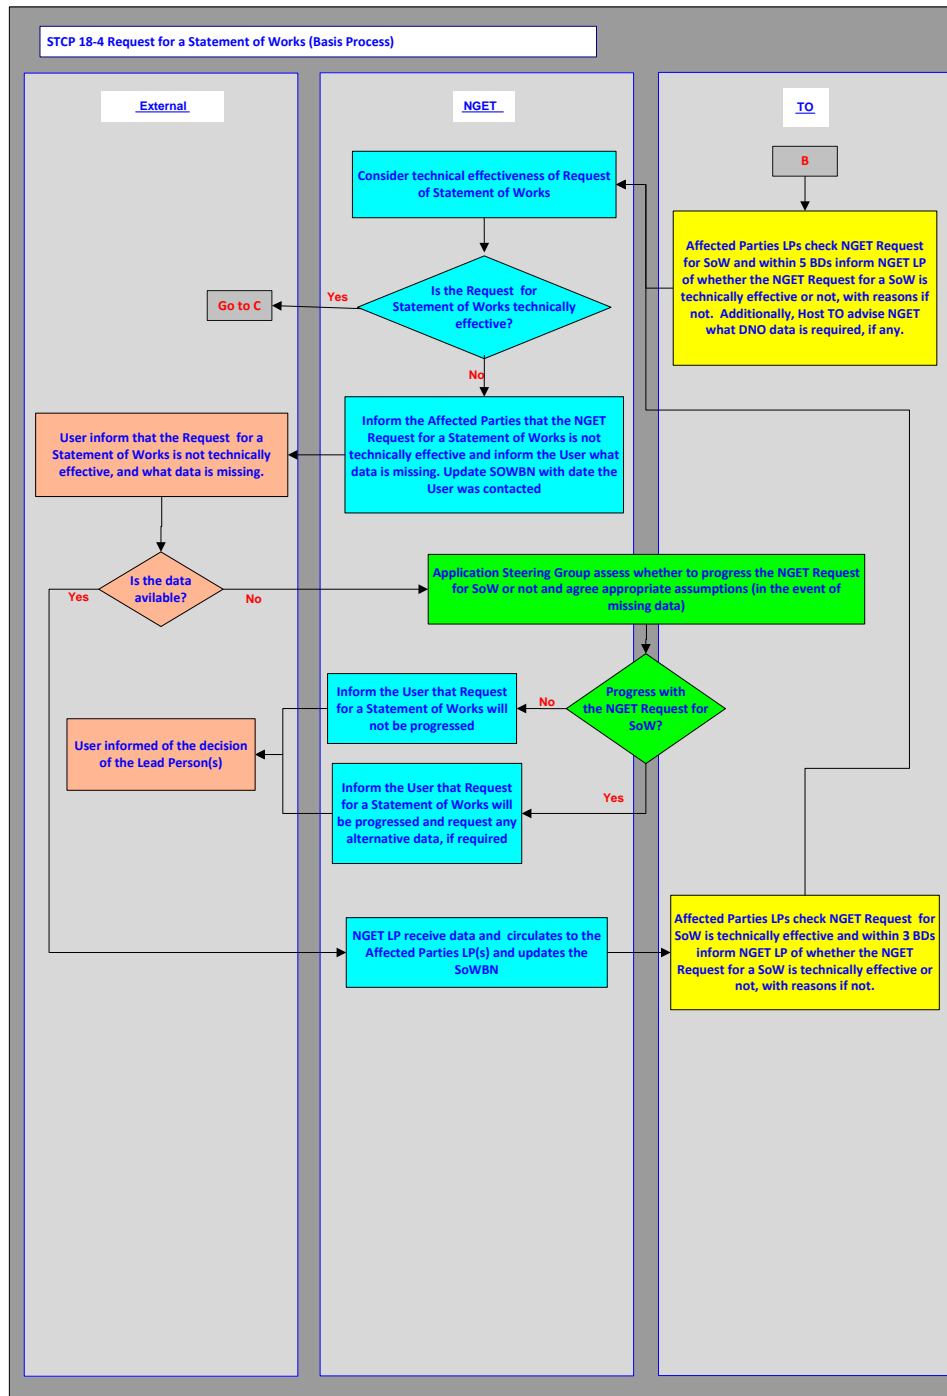 STCP 18-4 Request for a Statement of Works (Basis Process)
External
NGET
TO
B
Consider technical effectiveness of Request
of Statement of Works
Affected Parties LPs check NGET Request
for SoW and within 5 BDs inform NGET LP
of whether the NGET Request for a SoW is
technically effective or not, with reasons if
not. Additionally, Host TO advise NGET
what DNO data is required, if any.
Is the Request for
Statement of Works technically
effective?
Yes
Go to C
No
Inform the Affected Parties that the NGET
Request for a Statement of Works is not
technically effective and inform the User what
data is missing. Update SOWBN with date the
User was contacted
User inform that the Request for a
Statement of Works is not technically
effective, and what data is missing.
Is the data
avilable?
Yes
No
Application Steering Group assess whether to progress the NGET Request
for SoW or not and agree appropriate assumptions (in the event of
missing data)
Progress with
the NGET Request for
SoW?
No
Inform the User that Request
for a Statement of Works will
not be progressed
User informed of the decision
of the Lead Person(s)
Yes
Inform the User that Request
for a Statement of Works will
be progressed and request any
alternative data, if required
NGET LP receive data and circulates to the
Affected Parties LP(s) and updates the
SoWBN
Affected Parties LPs check NGET Request for
SoW is technically effective and within 3 BDs
inform NGET LP of whether the NGET
Request for a SoW is technically effective or
not, with reasons if not.